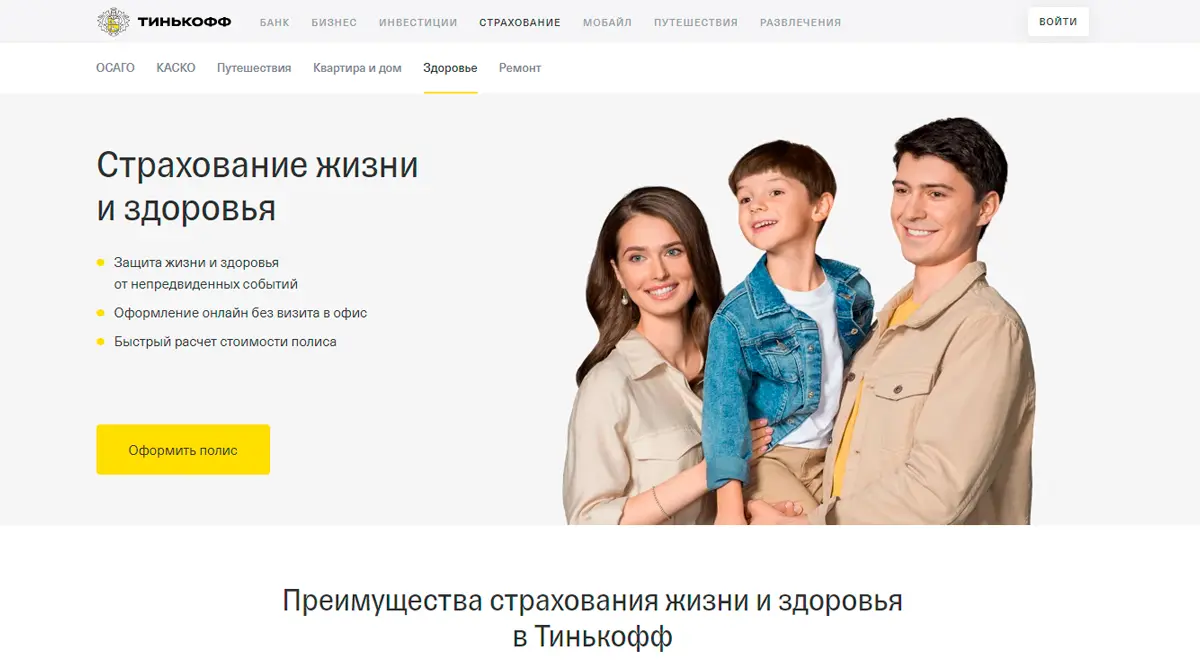 ТИНЬКОФФ БАНК БИЗНЕС ИНВЕСТИЦИИ СТРАХОВАНИЕ МОБАЙЛ ПУТЕШЕСТВИЯ РАЗВЛЕЧЕНИЯ ВОЙТИ
ОСАГО КАСКО Путешествия Квартира и дом Здоровье Ремонт
Страхование жизни
и здоровья
Защита жизни и здоровья
от непредвиденных событий
Оформление онлайн без визита в офис
Быстрый расчет стоимости полиса
Оформить полис
Преимущества страхования жизни и здоровья
в Тинькофф